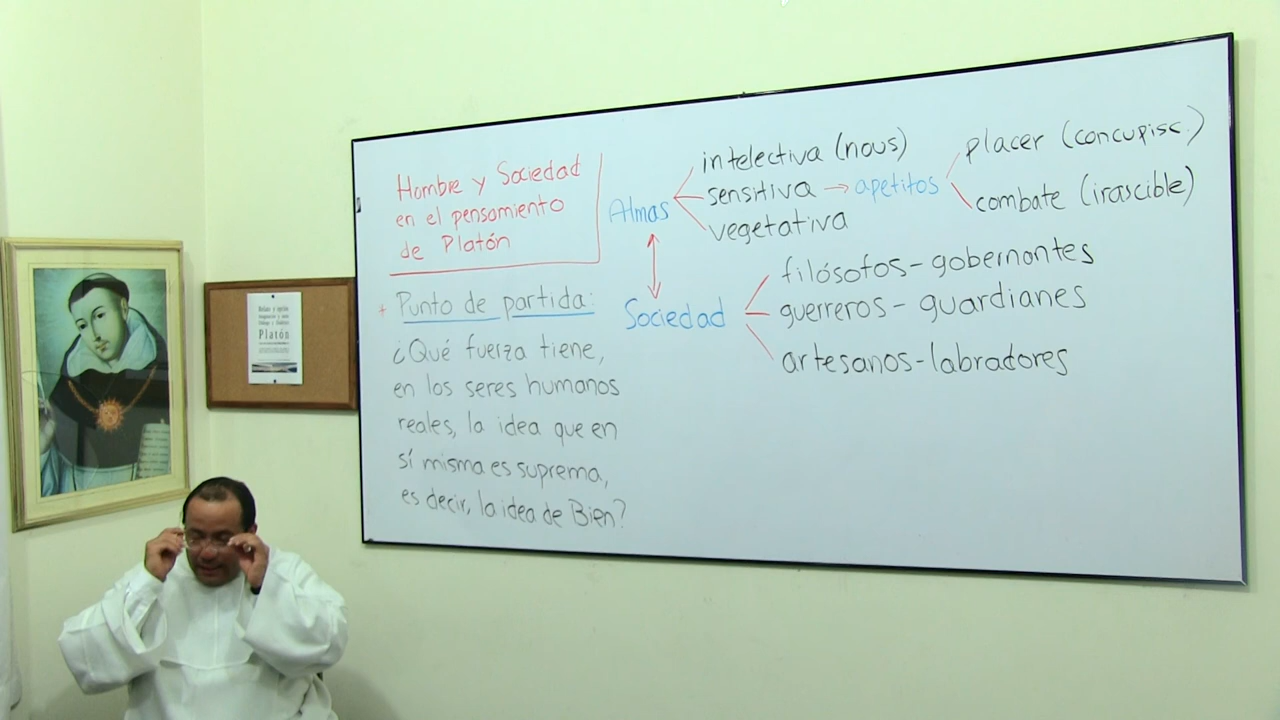 Hombre y Sociedad
en el pensamiento
de Platón
+ Punto de partida:
¿Qué fuerza tiene,
en los seres humanos
reales, la idea que en
sí misma es suprema,
es decir, la idea de Bien?
Almas
intelectiva (nous)
sensitiva → apetitos
vegetativa
placer (concupisc.)
combate (irascible)
Sociedad
filósofos - gobernantes
guerreros - guardianes
artesanos - labradores
Platón